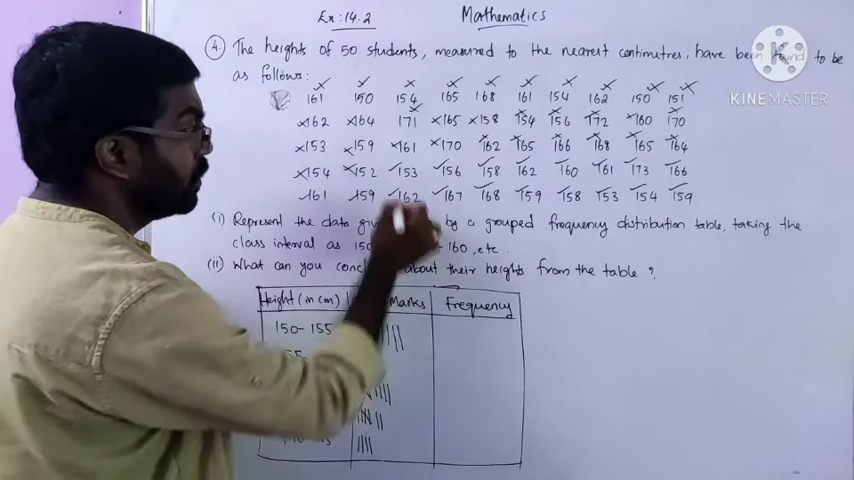 Ex: 14.2 Mathematics
4. The heights of 50 students, measured to the nearest centimetres, have been found to be
as follows:
161 150 154 165 168 161 154 162 150 151
162 164 171 165 158 154 156 172 160 170
153 159 161 170 162 165 166 168 165 164
154 152 153 156 158 162 160 161 173 166
161 159 162 167 168 159 158 153 154 159
(i) Represent the data by a grouped frequency distribution table, taking the
class interval as 160, etc.
(ii) What can you about their heights from the table ?
Height (in cm) Marks Frequency
150 - 155
KINEMASTER